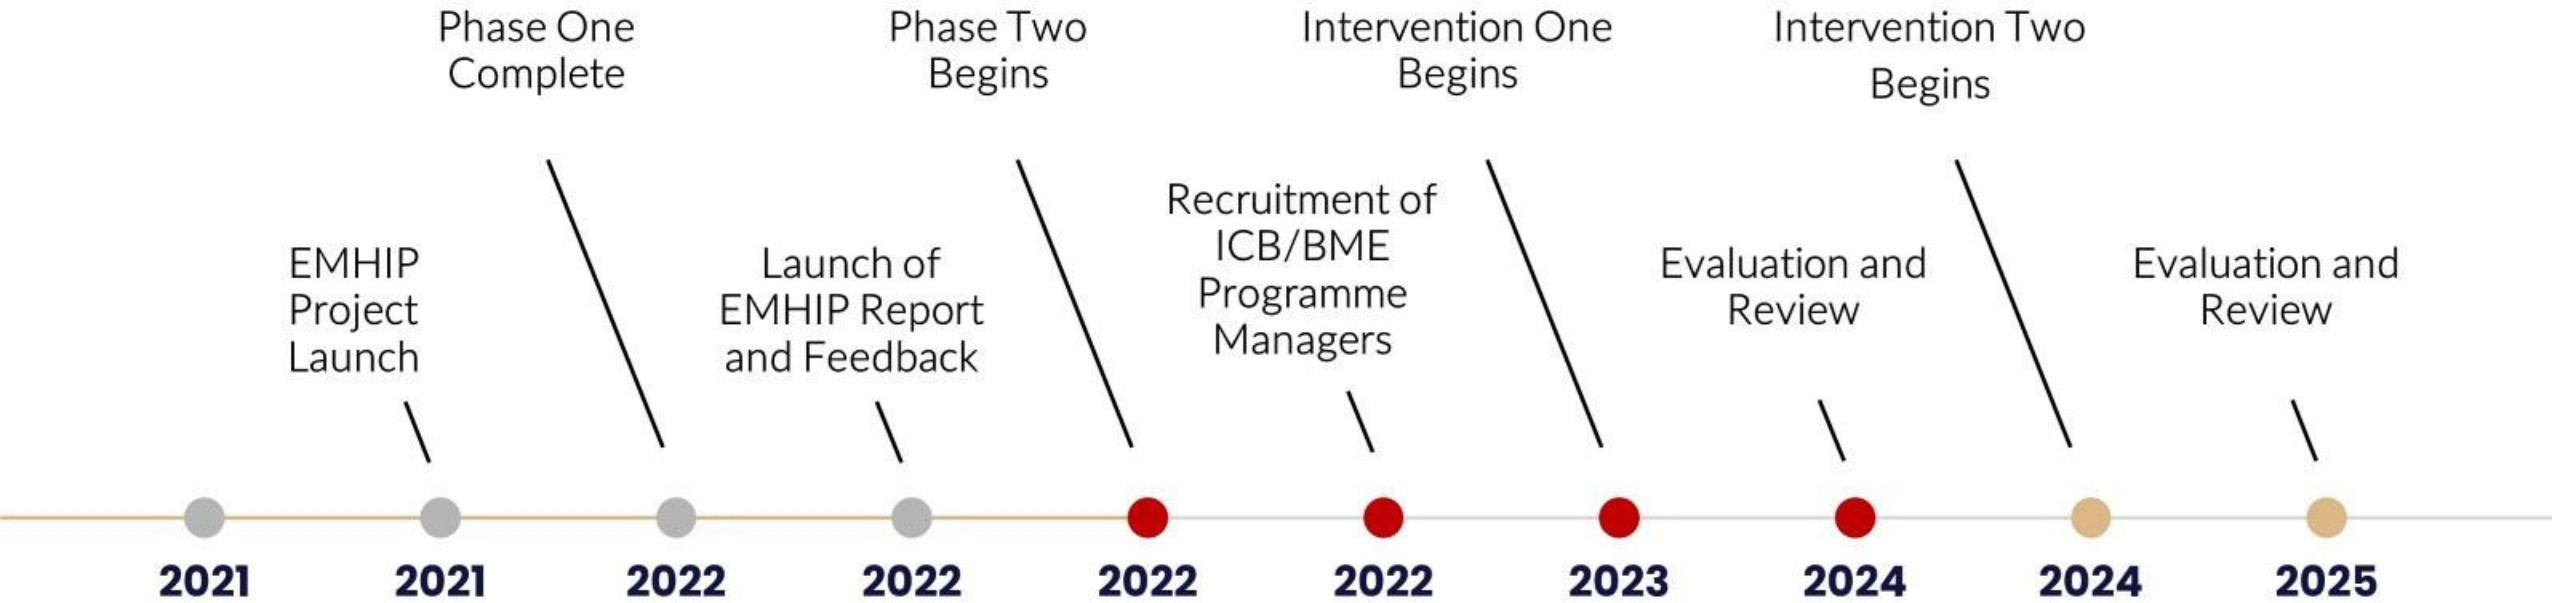 Phase One
Complete
Phase Two
Begins
Intervention One
Begins
Intervention Two
Begins
EMHIP
Project
Launch
Launch of
EMHIP Report
and Feedback
Recruitment of
ICB/BME
Programme
Managers
Evaluation and
Review
Evaluation and
Review
2021 2021 2022 2022 2022 2022 2023 2024 2024 2025